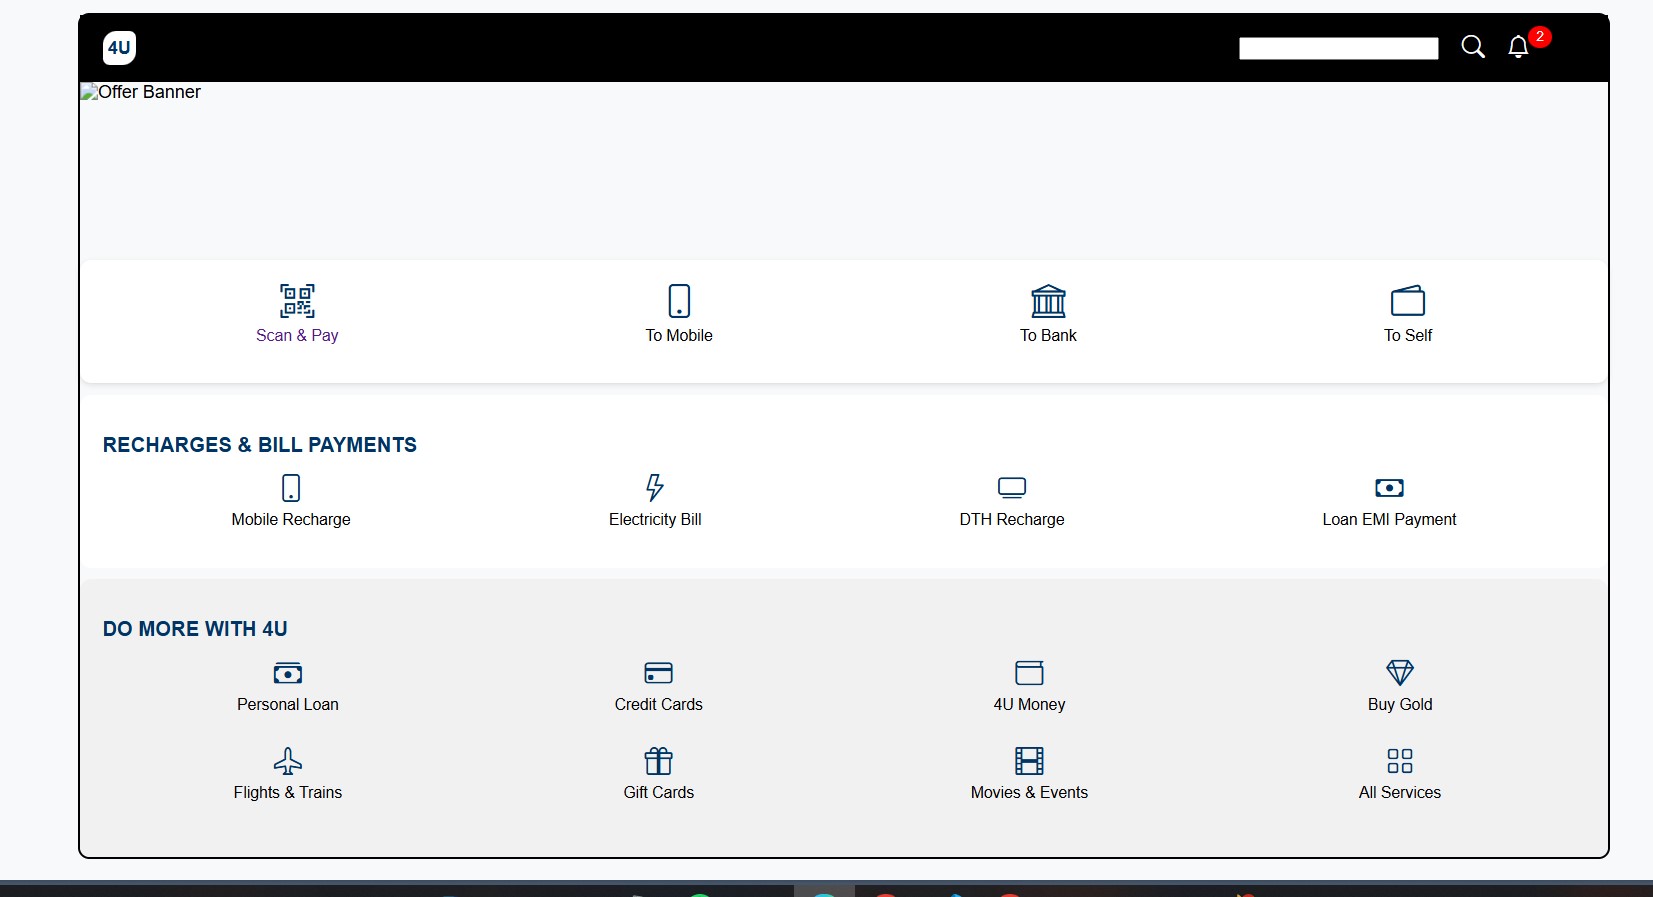 4U
2
Offer Banner
Scan & Pay
To Mobile
To Bank
To Self
RECHARGES & BILL PAYMENTS
Mobile Recharge
Electricity Bill
DTH Recharge
Loan EMI Payment
DO MORE WITH 4U
Personal Loan
Credit Cards
4U Money
Buy Gold
Flights & Trains
Gift Cards
Movies & Events
All Services